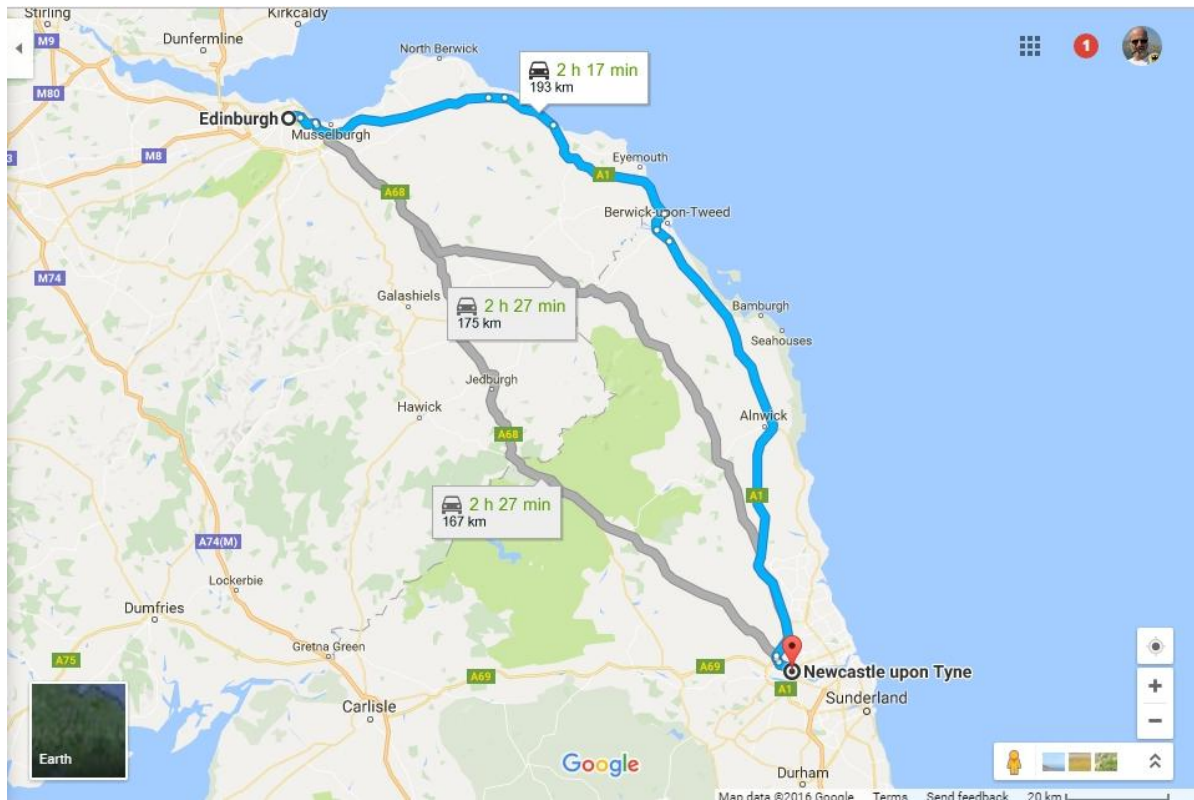 Stirling
Kirkcaldy
M9
Dunfermline
North Berwick
1
2 h 17 min
193 km
M80
Edinburgh
Musselburgh
M8
Eyemouth
A1
A68
Berwick-upon-Tweed
M74
Galashiels
2 h 27 min
175 km
Bamburgh
Seahouses
Jedburgh
Hawick
Alnwick
A68
A1
2 h 27 min
167 km
A74(M)
Lockerbie
Dumfries
Gretna Green
A75
A69
A69
Newcastle upon Tyne
A1
Sunderland
Carlisle
Earth
Google
Durham
Map data ©2016 Google Terms Send feedback 20 km